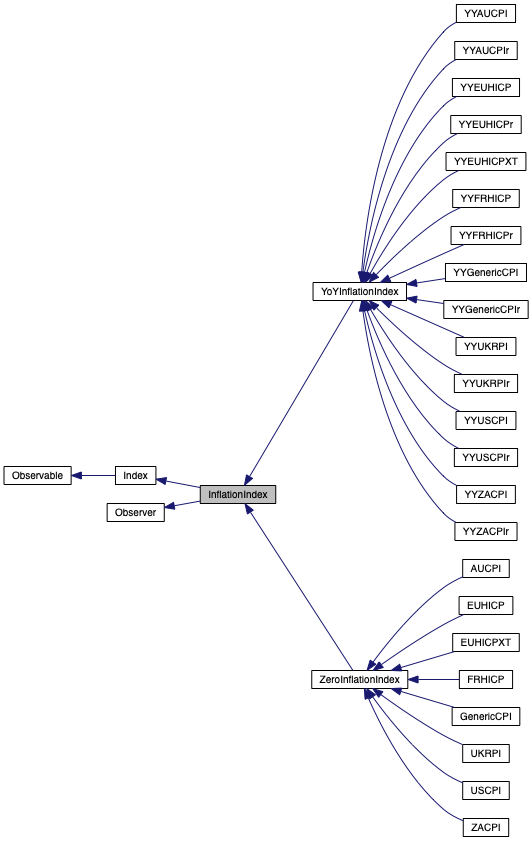 YYAUCPI
YYAUCPIr
YYEUHICP
YYEUHICPr
YYEUHICPXT
YYFRHICP
YYFRHICPr
YYGenericCPI
YoYInflationIndex
YYGenericCPIr
YYUKRPI
YYUKRPIr
YYUSCPI
YYUSCPIr
Observable
Index
InflationIndex
YYZACPI
Observer
YYZACPIr
AUCPI
EUHICP
EUHICPXT
ZeroInflationIndex
FRHICP
GenericCPI
UKRPI
USCPI
ZACPI